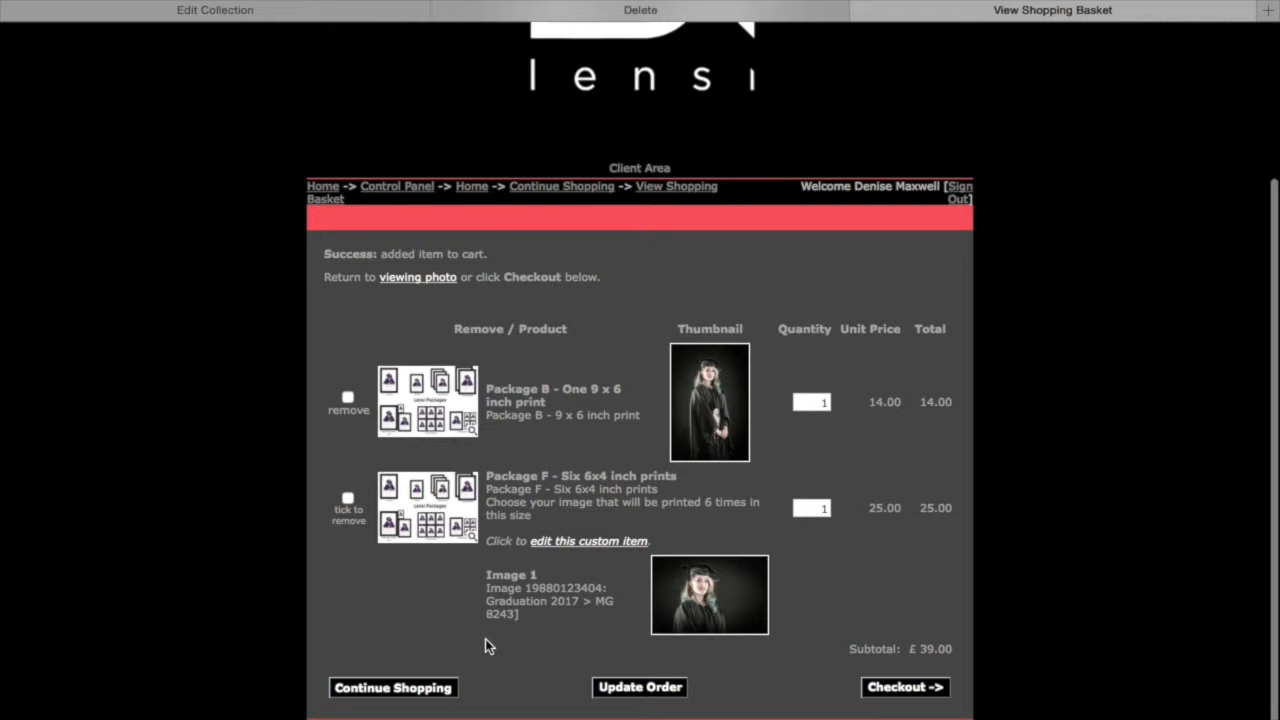 Edit Collection
Delete
View Shopping Basket
lensi
Client Area
Home -> Control Panel -> Home -> Continue Shopping -> View Shopping
Basket
Welcome Denise Maxwell [Sign
Out]
Success: added item to cart.
Return to viewing photo or click Checkout below.
Remove / Product Thumbnail Quantity Unit Price Total
remove
Lensi Packages
Package B - One 9 x 6
inch print
Package B - 9 x 6 inch print
1 14.00 14.00
tick to
remove
Lensi Packages
Package F - Six 6x4 inch prints
Package F - Six 6x4 inch prints
Choose your image that will be printed 6 times in
this size
1 25.00 25.00
Click to edit this custom item.
Image 1
Image 19880123404:
Graduation 2017 > MG
8243]
Subtotal: £ 39.00
Continue Shopping
Update Order
Checkout ->